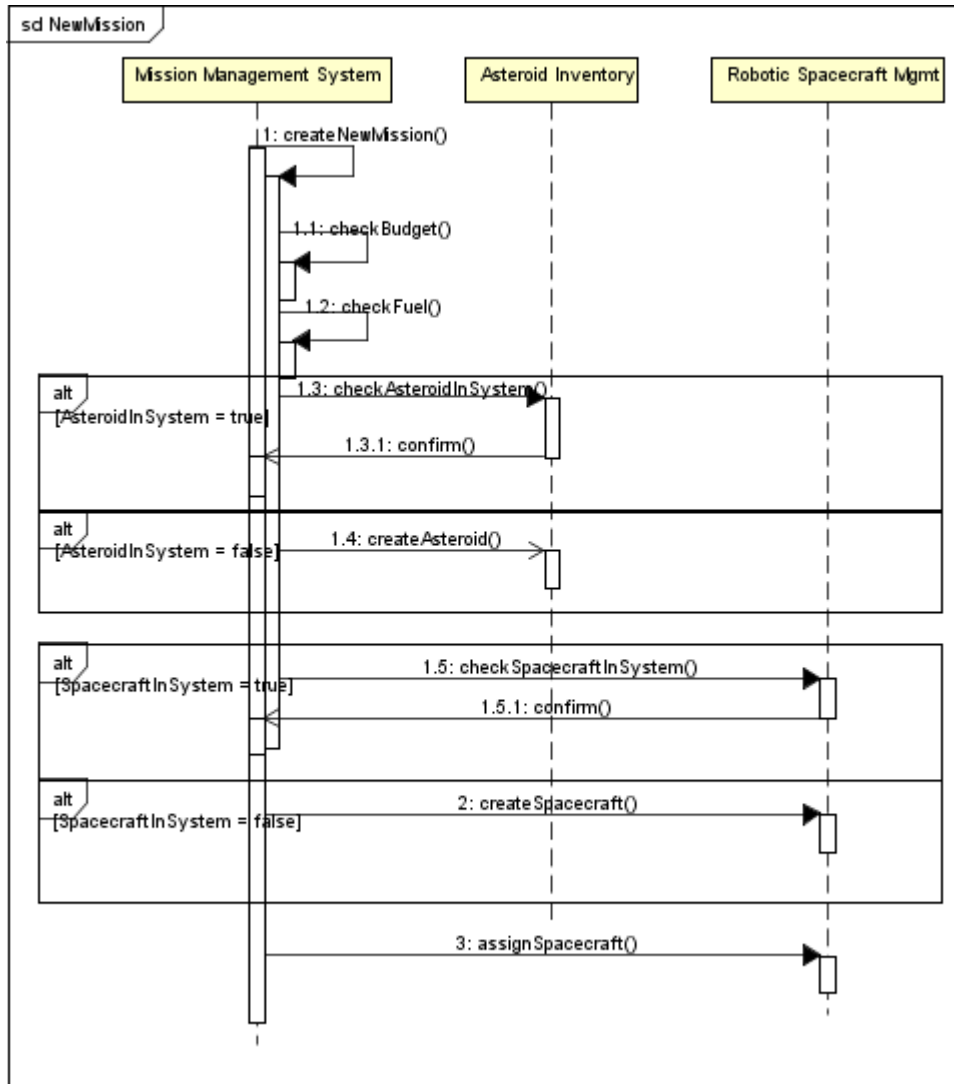 sd NewMission
Mission Management System
Asteroid Inventory
Robotic Spacecraft Mgmt
1: createNewMission()
1.1: checkBudget()
1.2: checkFuel()
alt
1.3: checkAsteroidInSystem()
[AsteroidInSystem = true]
1.3.1: confirm()
alt
1.4: createAsteroid()
[AsteroidInSystem = false]
alt
1.5: checkSpacecraftInSystem()
[SpacecraftInSystem = true]
1.5.1: confirm()
alt
2: createSpacecraft()
[SpacecraftInSystem = false]
3: assignSpacecraft()